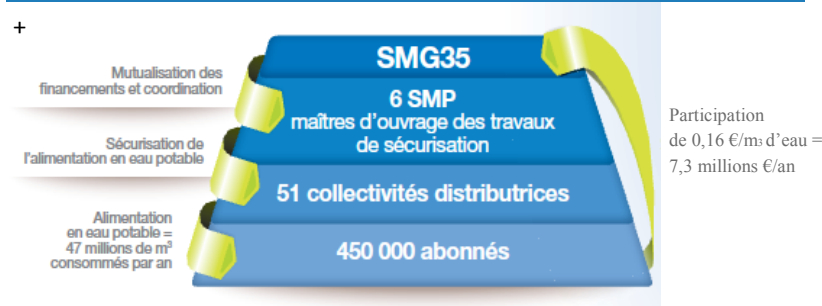 +
SMG35
Mutualisation des
financements et coordination
6 SMP
maîtres d'ouvrage des travaux
de sécurisation
Sécurisation de
l'alimentation en eau potable
51 collectivités distributrices
Alimentation
en eau potable =
47 millions de m³
consommés par an
450 000 abonnés
Participation
de 0,16 €/m3 d'eau =
7,3 millions €/an